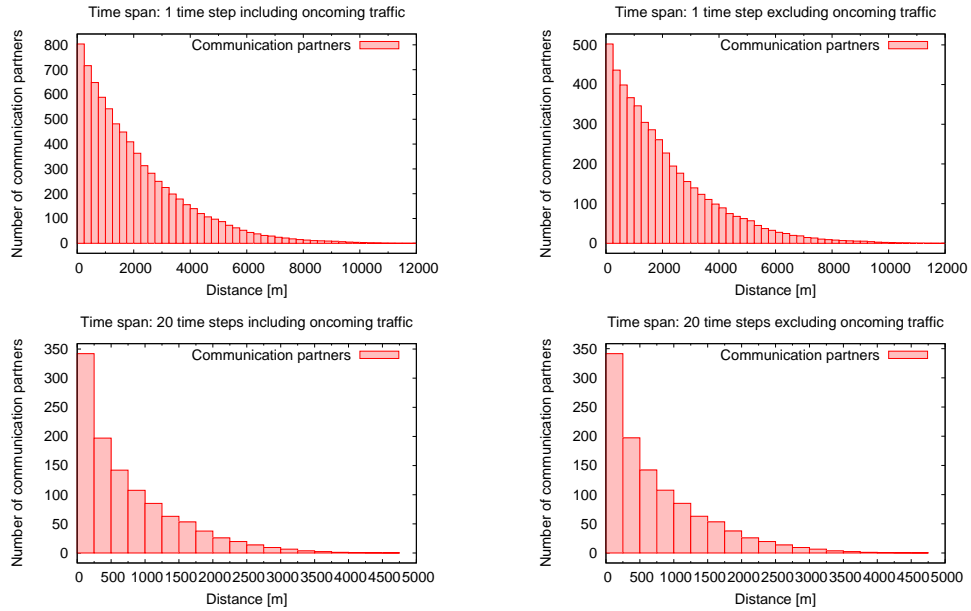 Time span: 1 time step including oncoming traffic
Number of communication partners
800
700
600
500
400
300
200
100
0
Communication partners
0 2000 4000 6000 8000 10000 12000
Distance [m]
Time span: 1 time step excluding oncoming traffic
Number of communication partners
500
400
300
200
100
0
Communication partners
0 2000 4000 6000 8000 10000 12000
Distance [m]
Time span: 20 time steps including oncoming traffic
Number of communication partners
350
300
250
200
150
100
50
0
Communication partners
0 500 1000 1500 2000 2500 3000 3500 4000 4500 5000
Distance [m]
Time span: 20 time steps excluding oncoming traffic
Number of communication partners
350
300
250
200
150
100
50
0
Communication partners
0 500 1000 1500 2000 2500 3000 3500 4000 4500 5000
Distance [m]